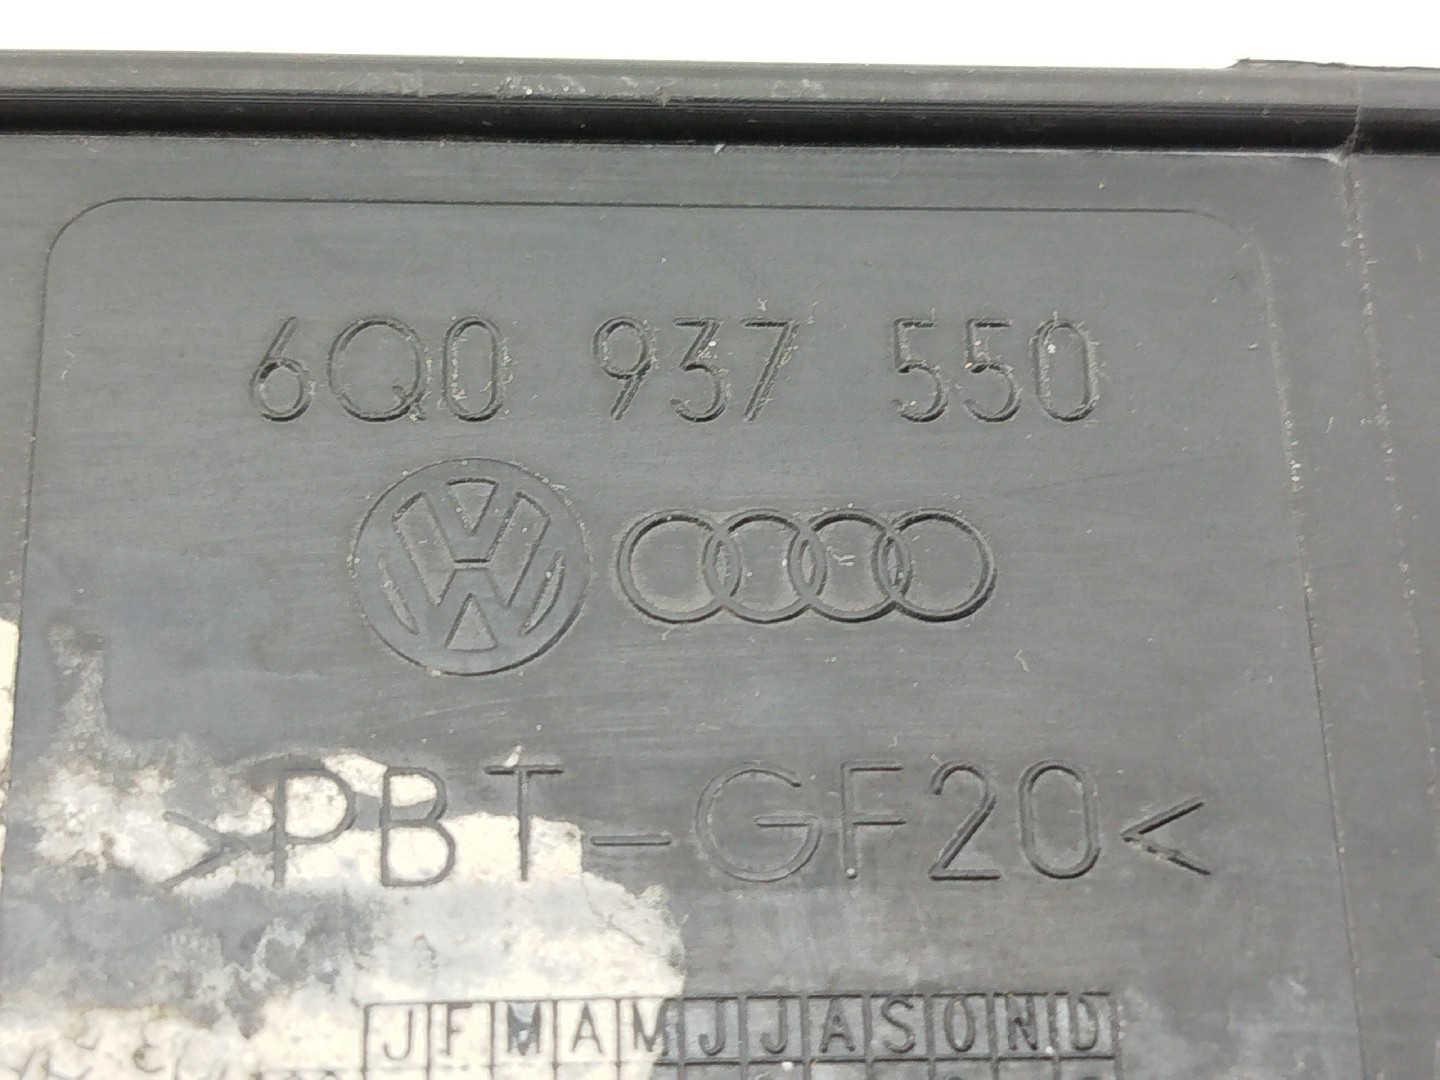 6Q0 937 550
>PBT-GF20<
J F M A M J J A S O N D